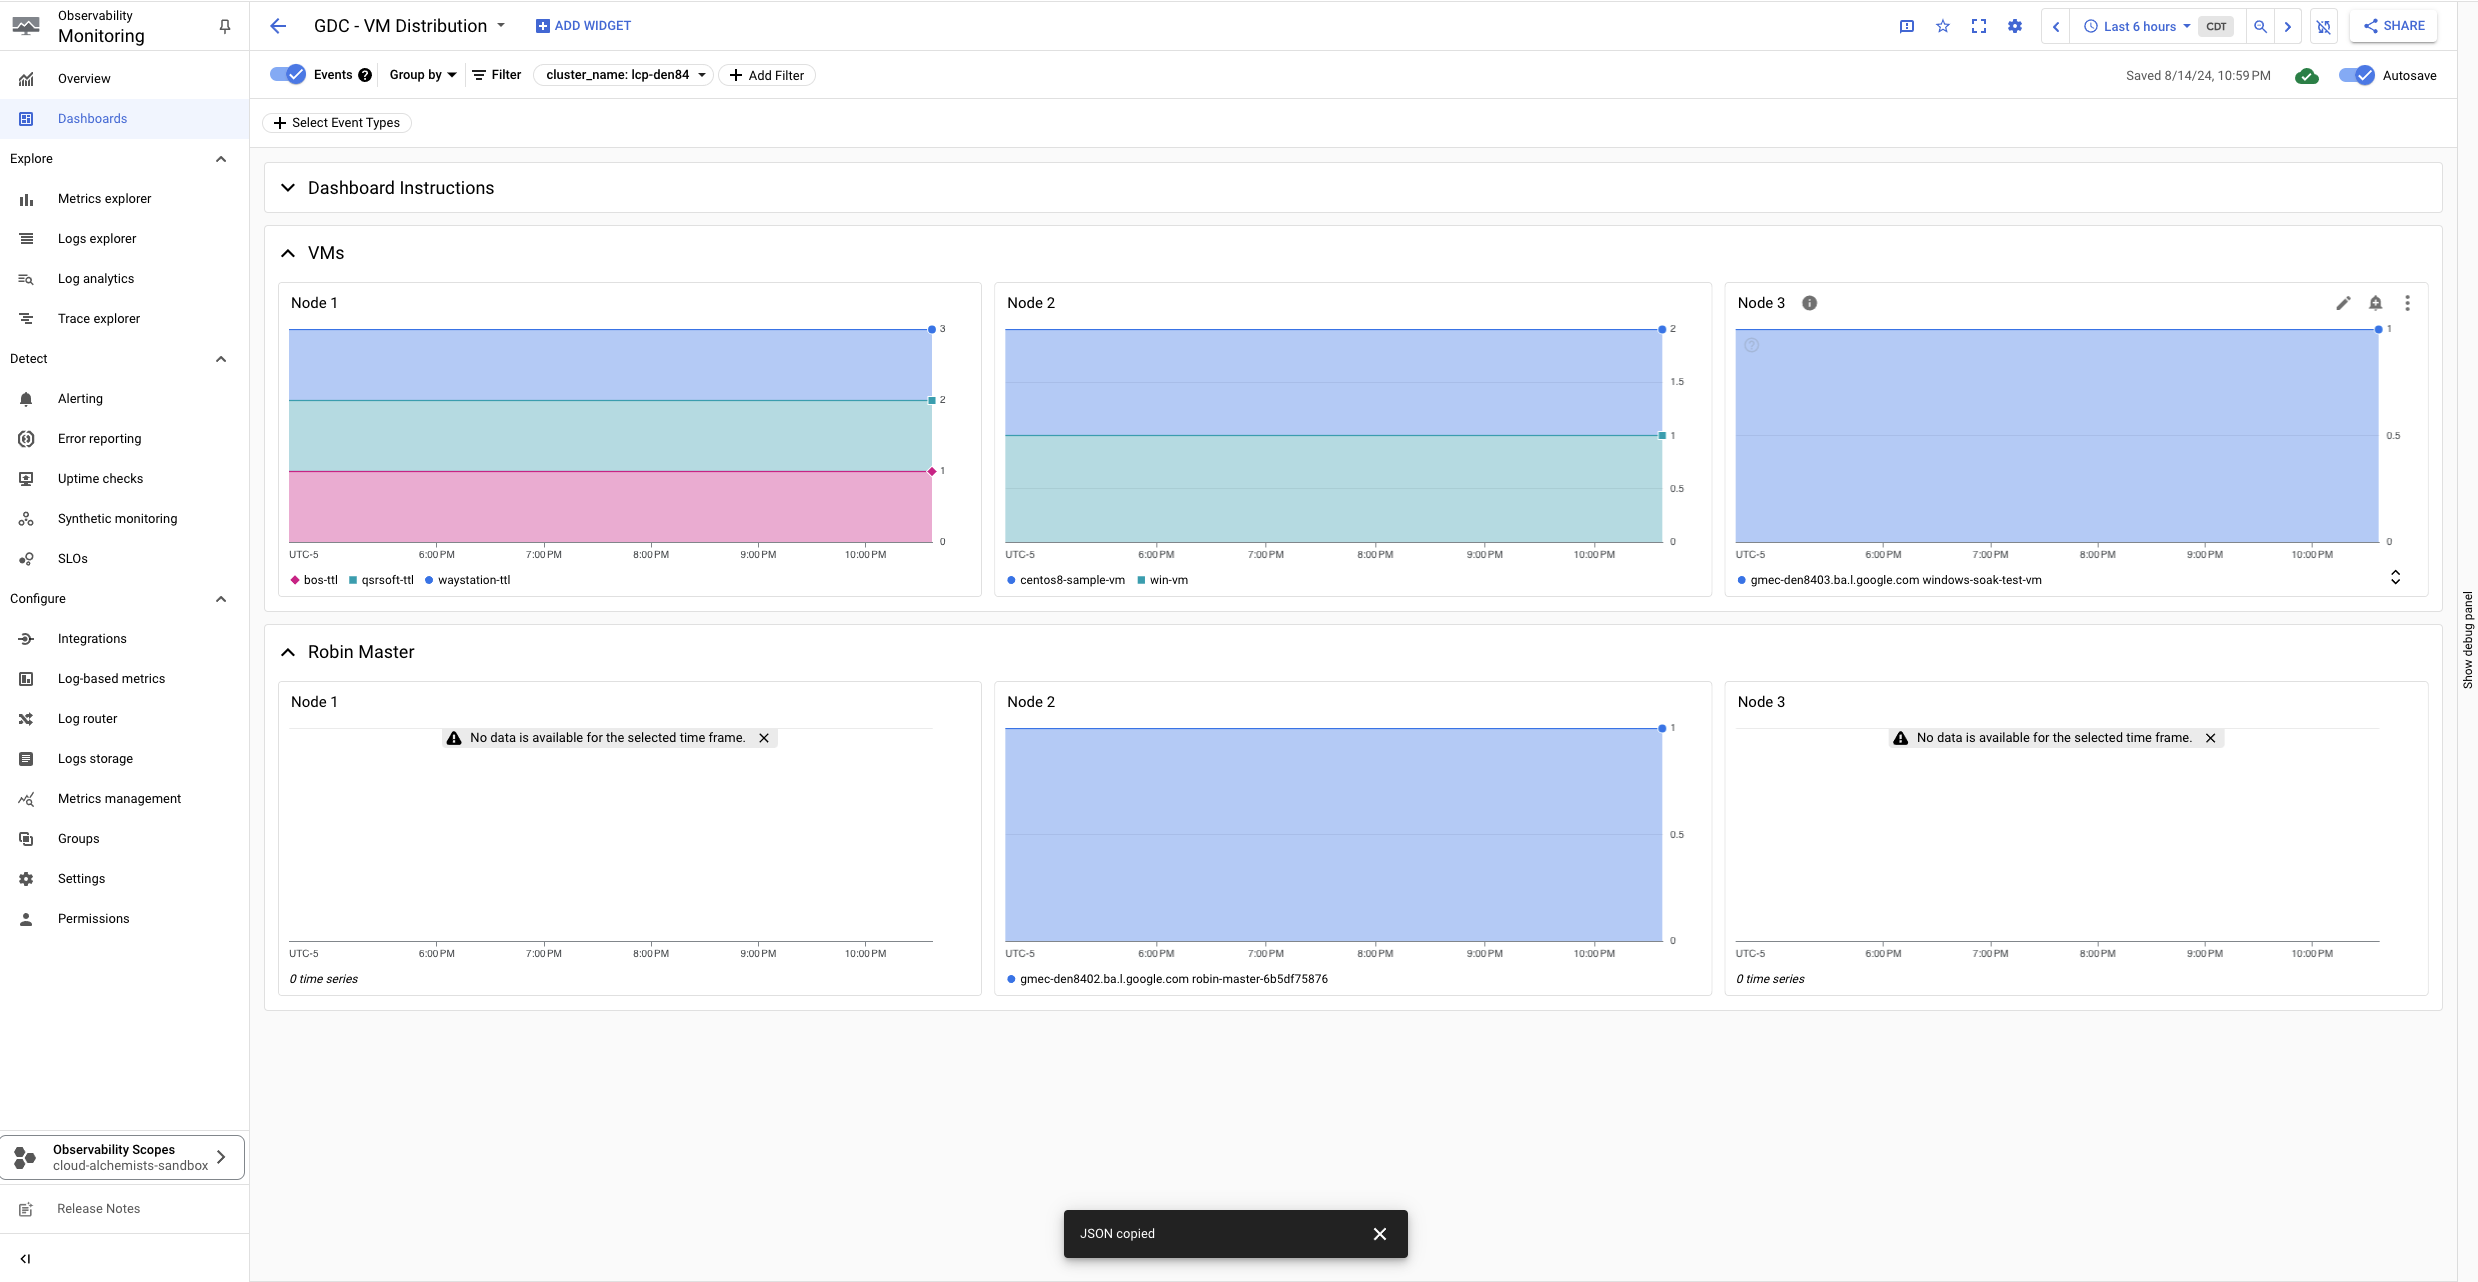 Observability
Monitoring
Overview
Dashboards
Explore
Metrics explorer
Logs explorer
Log analytics
Trace explorer
Detect
Alerting
Error reporting
Uptime checks
Synthetic monitoring
SLOs
Configure
Integrations
Log-based metrics
Log router
Logs storage
Metrics management
Groups
Settings
Permissions
Observability Scopes
cloud-alchemists-sandbox
Release Notes
GDC - VM Distribution
ADD WIDGET
Last 6 hours CDT
SHARE
Events Group by Filter cluster_name: lcp-den84 Add Filter
Saved 8/14/24, 10:59 PM Autosave
Select Event Types
Dashboard Instructions
VMs
Node 1
3
2
1
0
UTC-5 6:00 PM 7:00 PM 8:00 PM 9:00 PM 10:00 PM
bos-ttl qsrsoft-ttl waystation-ttl
Node 2
2
1.5
1
0.5
0
UTC-5 6:00 PM 7:00 PM 8:00 PM 9:00 PM 10:00 PM
centos8-sample-vm win-vm
Node 3
1
0.5
0
UTC-5 6:00 PM 7:00 PM 8:00 PM 9:00 PM 10:00 PM
gmec-den8403.ba.l.google.com windows-soak-test-vm
Robin Master
Node 1
No data is available for the selected time frame.
UTC-5 6:00 PM 7:00 PM 8:00 PM 9:00 PM 10:00 PM
0 time series
Node 2
1
0.5
0
UTC-5 6:00 PM 7:00 PM 8:00 PM 9:00 PM 10:00 PM
gmec-den8402.ba.l.google.com robin-master-6b5df75876
Node 3
No data is available for the selected time frame.
UTC-5 6:00 PM 7:00 PM 8:00 PM 9:00 PM 10:00 PM
0 time series
Show debug panel
JSON copied